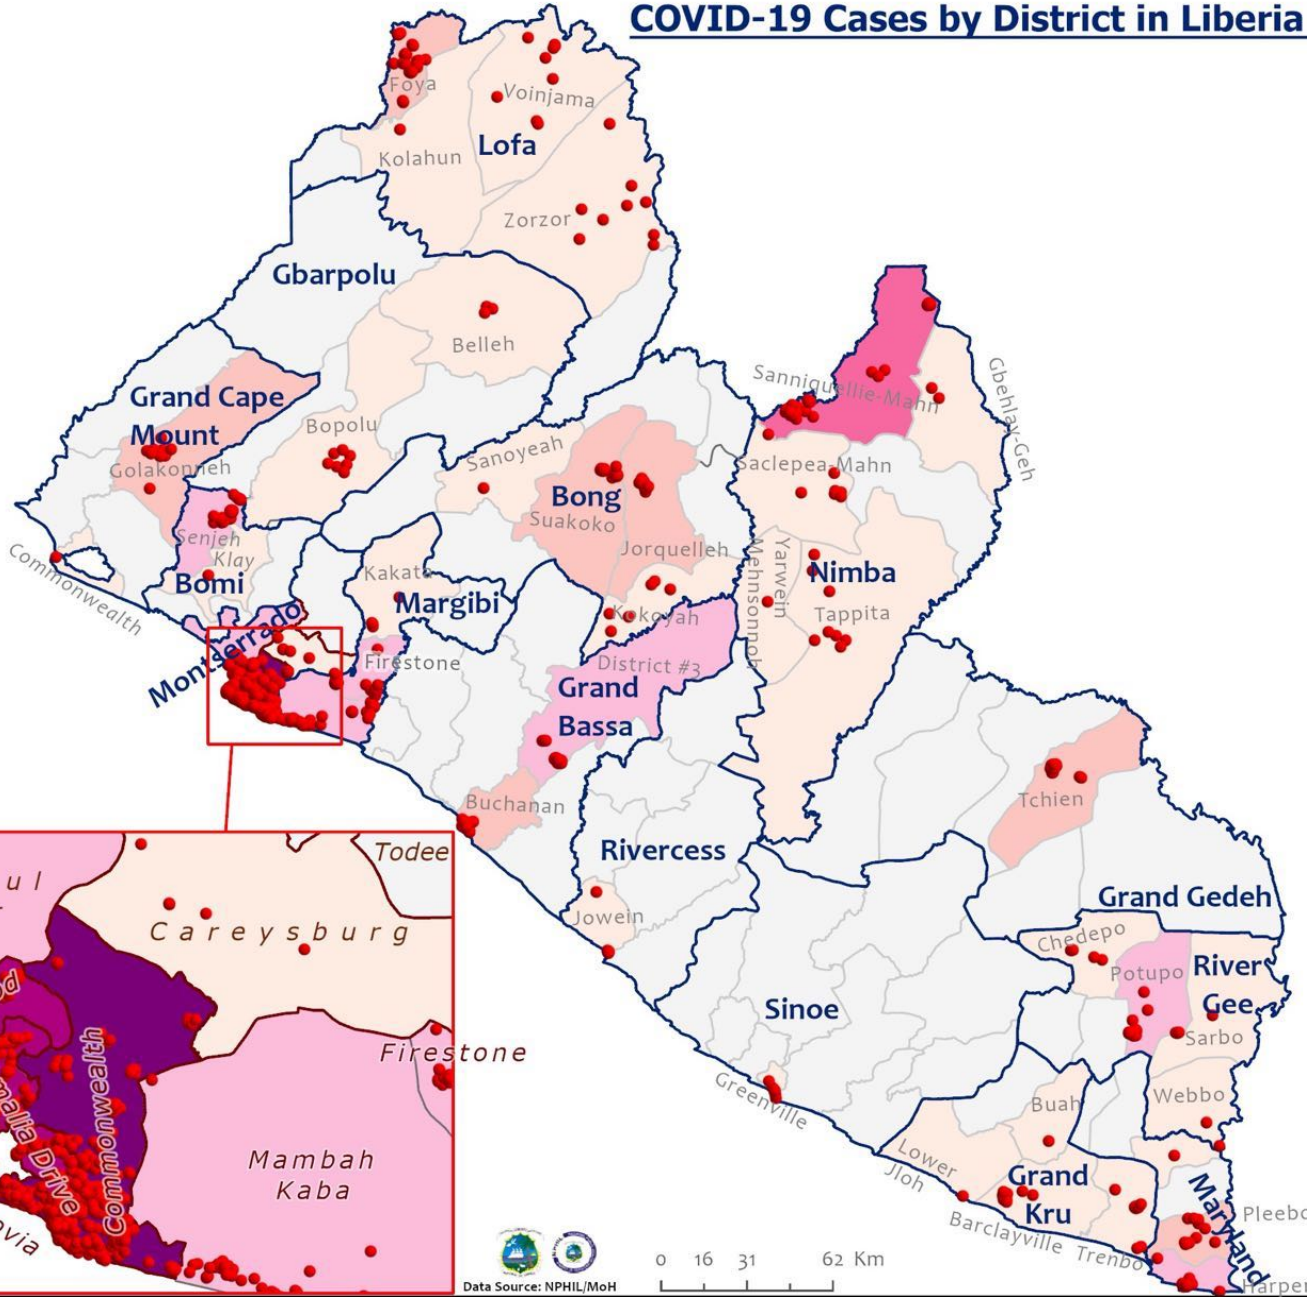 COVID-19 Cases by District in Liberia
Foya
Voinjama
Lofa
Kolahun
Zorzor
Gbarpolu
Belleh
Grand Cape
Mount
Golakonneh
Bopolu
Sanoyeah
Bong
Suakoko
Jorquelleh
Sanniquellie-Mahn
Gbehlay-Geh
Saclepea-Mahn
Commonwealth
Senjeh
Klay
Bomi
Kakata
Margibi
Kokoyah
Yarwein
Mehnsonnoh
Nimba
Tappita
Montserrado
Firestone
District #3
Grand
Bassa
Buchanan
Rivercess
Jowein
Tchien
Grand Gedeh
Chedepo
Potupo
River
Gee
Sarbo
Sinoe
Greenville
Webbo
Buah
Lower
Jloh
Grand
Kru
Barclayville
Trenbo
Maryland
Pleebo
Harper
Todee
Careysburg
ul
Firestone
Commonwealth
malia Drive
Mambah
Kaba
ovia
0 16 31 62 Km
Data Source: NPHIL/MoH